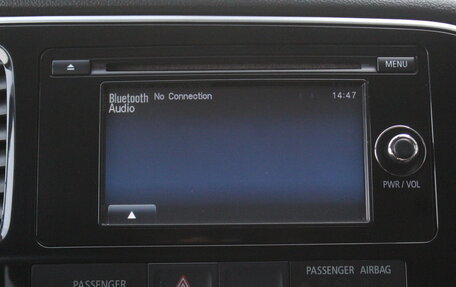 MENU
Bluetooth No Connection 14:47
Audio
PWR / VOL
PASSENGER
PASSENGER AIRBAG